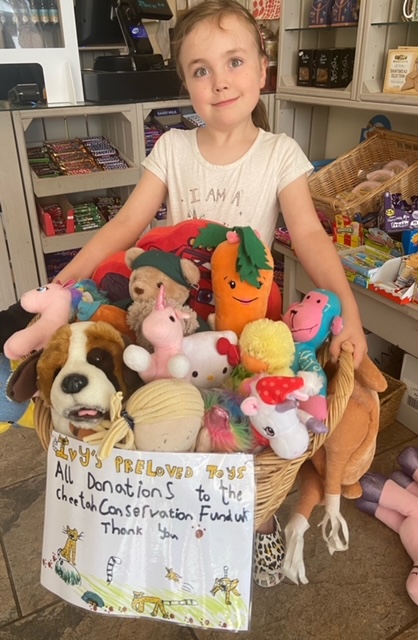 I AM A
Ivy's PRELOVED TOYS
All Donations to the
cheetah Conservation Fund uk
Thank you